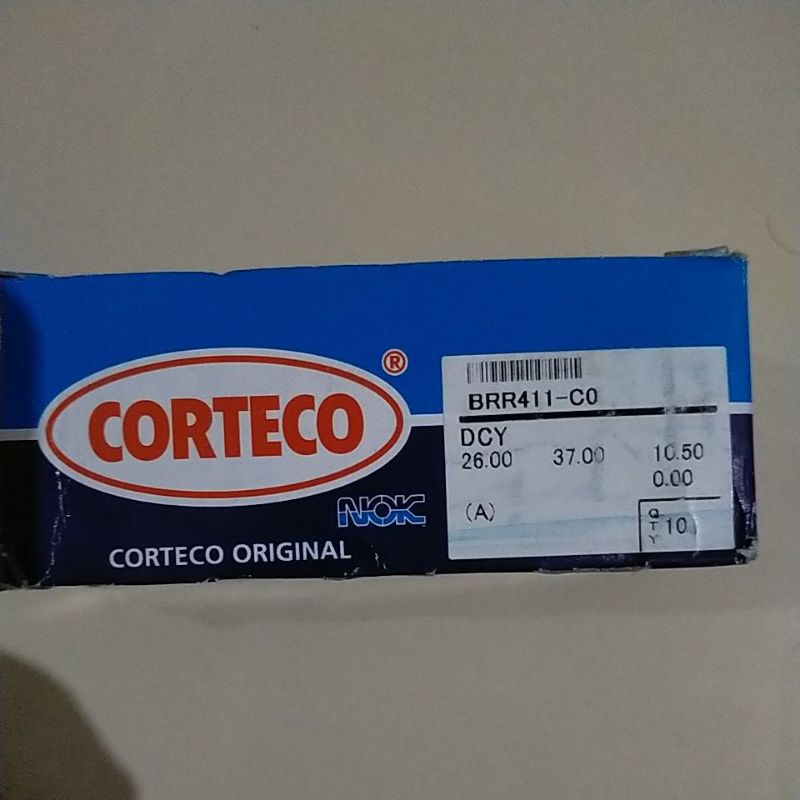 CORTECO®
NOK
CORTECO ORIGINAL
BRR411-C0
DCY
26.00 37.00 10.50
0.00
(A)
QTY 10